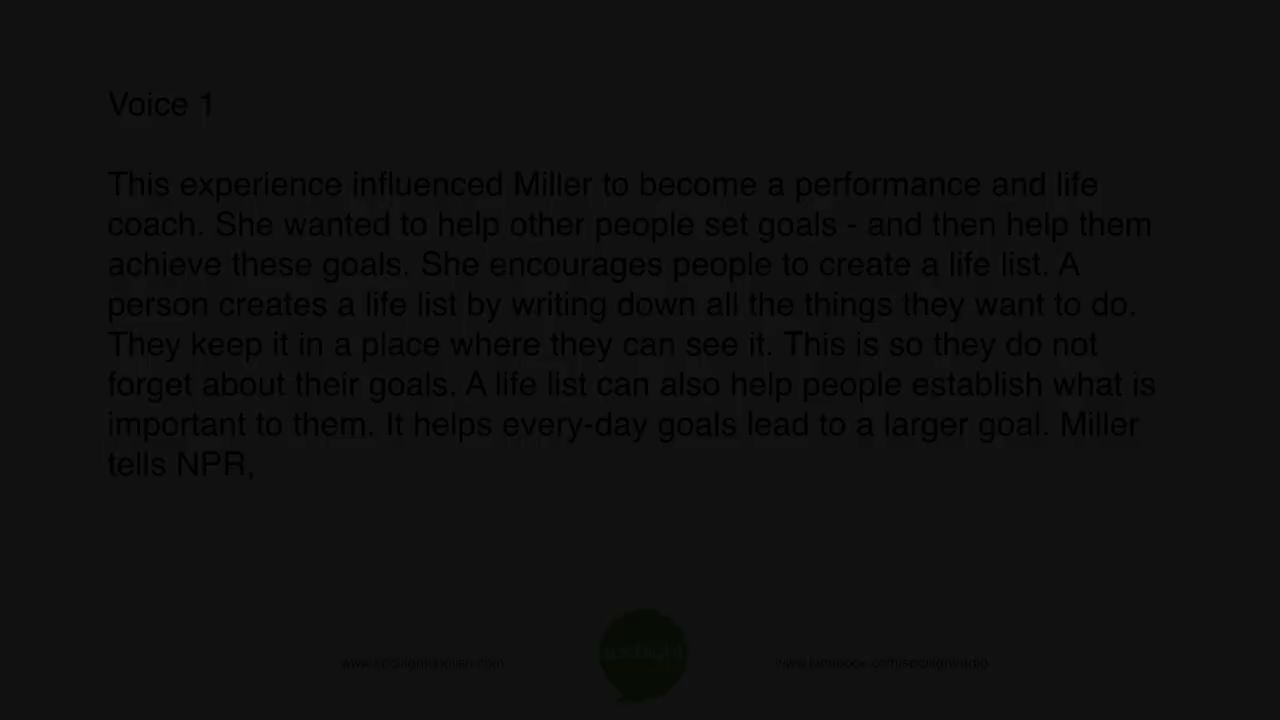 Voice 1
This experience influenced Miller to become a performance and life
coach. She wanted to help other people set goals - and then help them
achieve these goals. She encourages people to create a life list. A
person creates a life list by writing down all the things they want to do.
They keep it in a place where they can see it. This is so they do not
forget about their goals. A life list can also help people establish what is
important to them. It helps every-day goals lead to a larger goal. Miller
tells NPR,